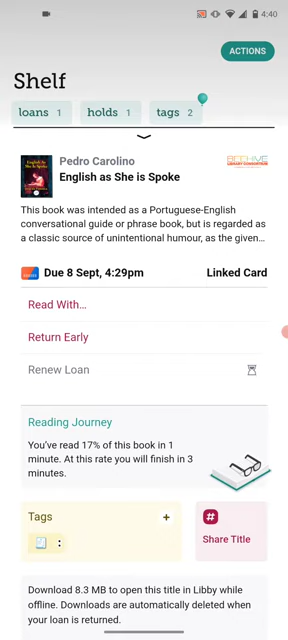 4:40
ACTIONS
Shelf
loans 1
holds 1
tags 2
Pedro Carolino
English as She is Spoke
BEEHIVE
LIBRARY CONSORTIUM
This book was intended as a Portuguese-English
conversational guide or phrase book, but is regarded as
a classic source of unintentional humour, as the given…
Due 8 Sept, 4:29pm
Linked Card
Read With…
Return Early
Renew Loan
Reading Journey
You've read 17% of this book in 1
minute. At this rate you will finish in 3
minutes.
Tags +
# 
Share Title
Download 8.3 MB to open this title in Libby while
offline. Downloads are automatically deleted when
your loan is returned.